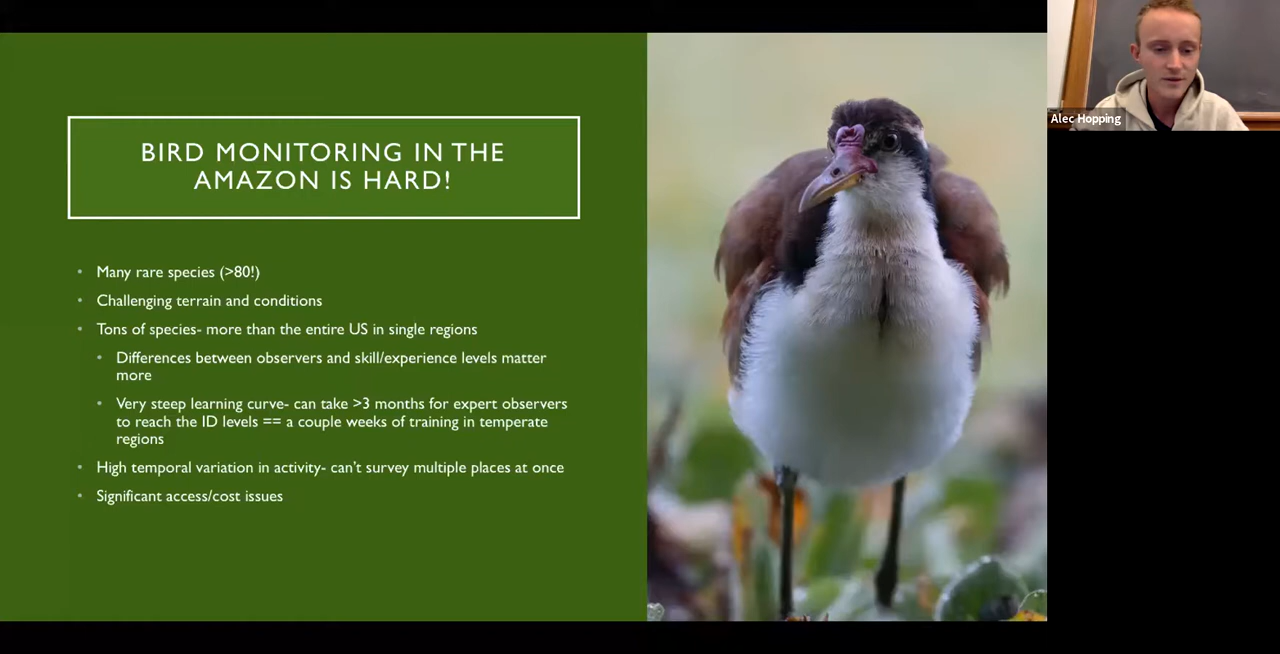 BIRD MONITORING IN THE
AMAZON IS HARD!
• Many rare species (>80!)
• Challenging terrain and conditions
• Tons of species- more than the entire US in single regions
• Differences between observers and skill/experience levels matter
more
• Very steep learning curve- can take >3 months for expert observers
to reach the ID levels == a couple weeks of training in temperate
regions
• High temporal variation in activity- can't survey multiple places at once
• Significant access/cost issues
Alec Hopping